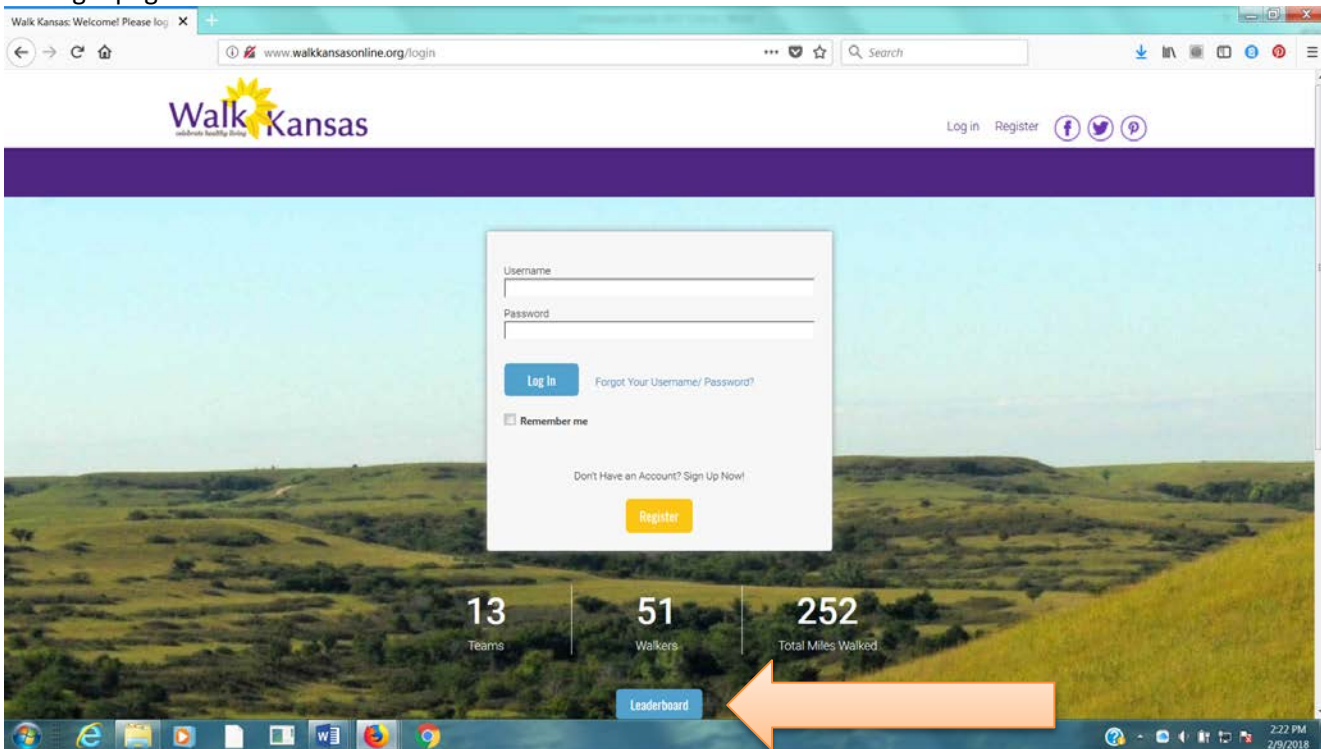 Walk Kansas: Welcome! Please log
www.walkkansasonline.org/login
Search
Walk Kansas
celebrate healthy living
Log in Register
Username
Password
Log In Forgot Your Username/ Password?
Remember me
Don't Have an Account? Sign Up Now!
Register
13 51 252
Teams Walkers Total Miles Walked
Leaderboard
2:22 PM
2/9/2018